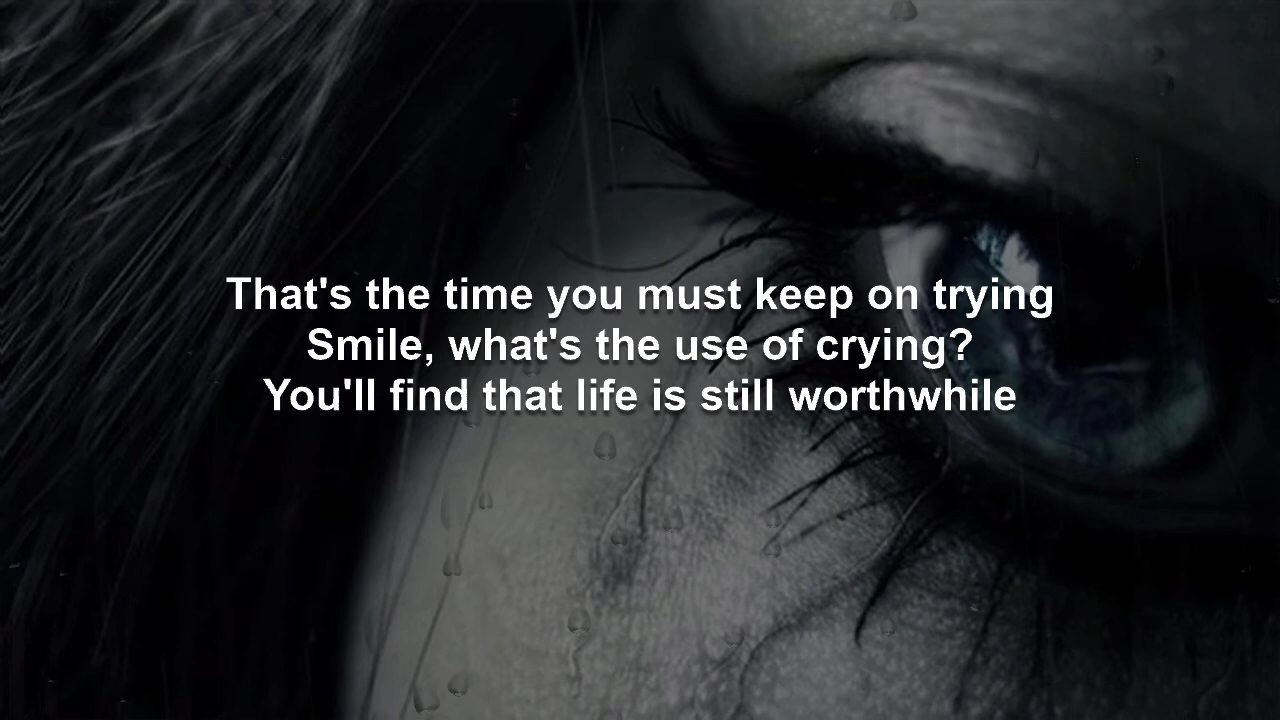 That's the time you must keep on trying
Smile, what's the use of crying?
You'll find that life is still worthwhile